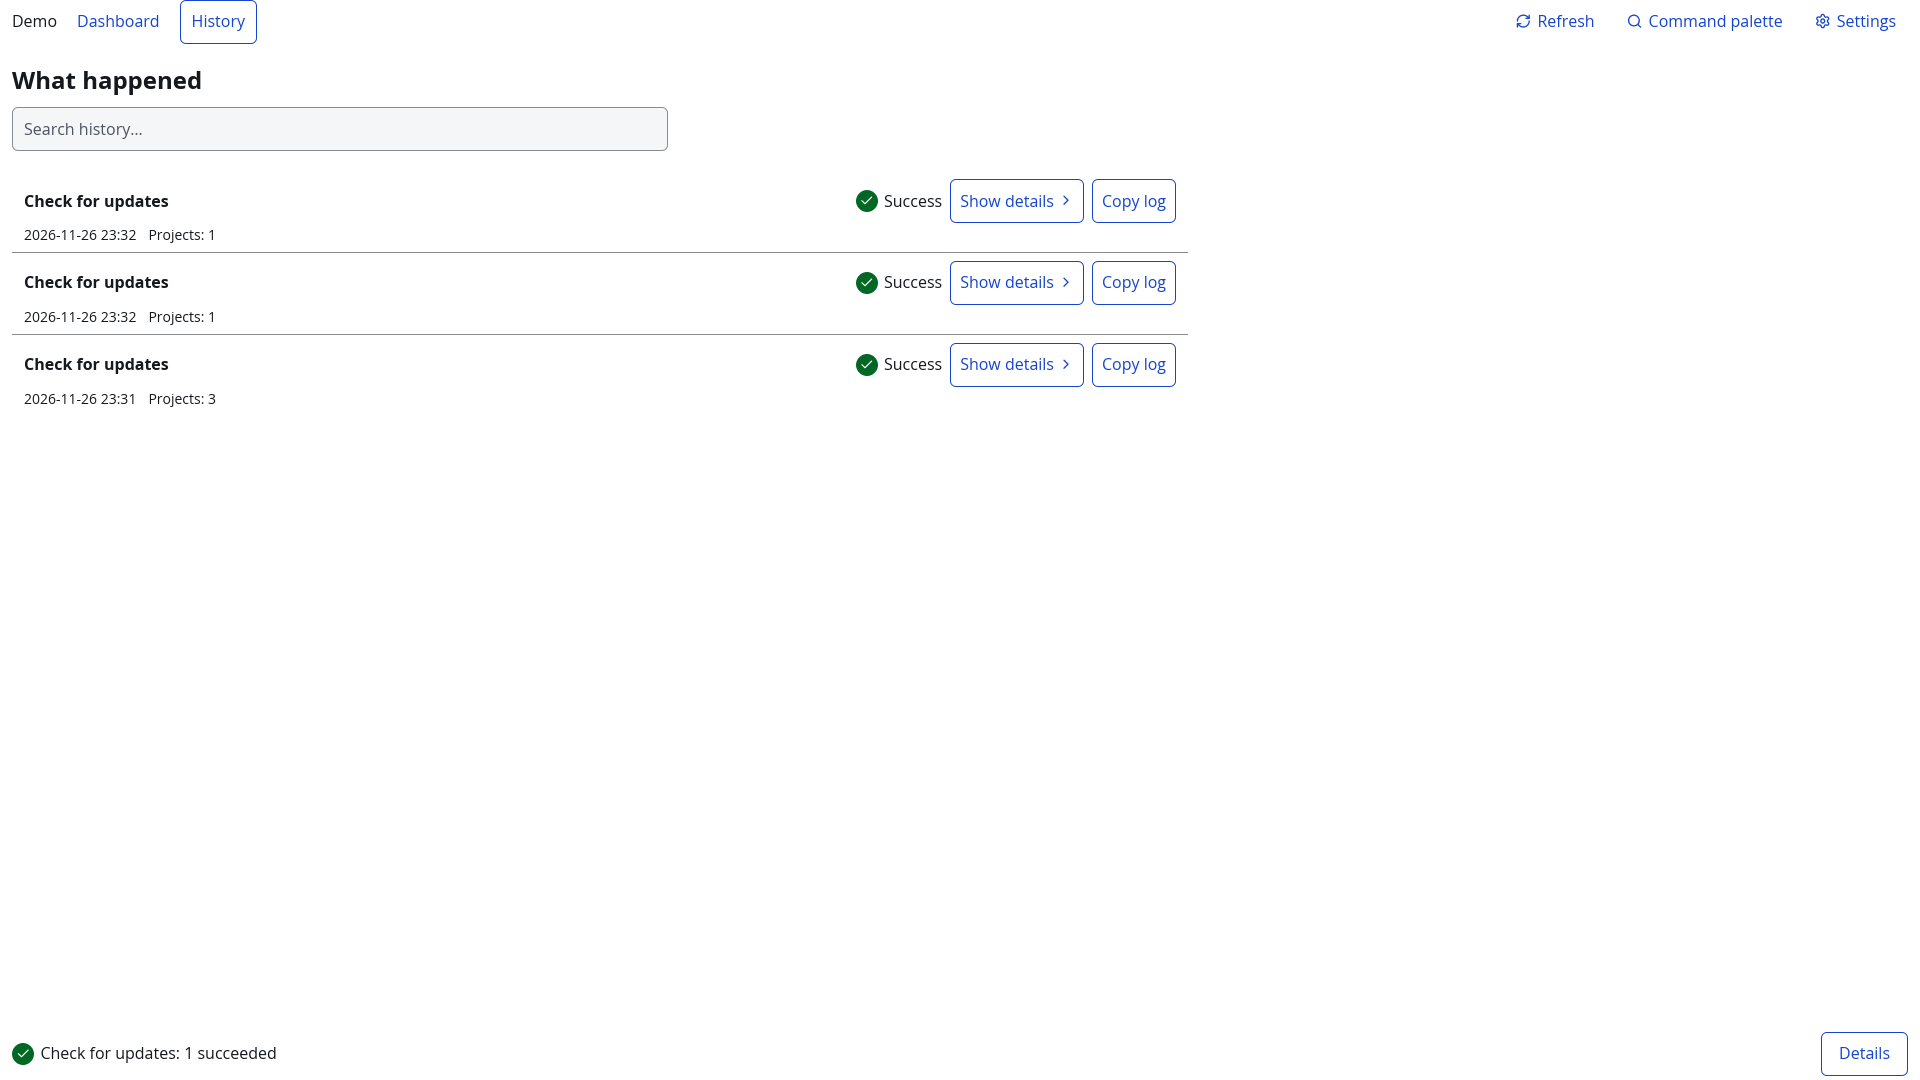 Demo Dashboard History Refresh Command palette Settings
What happened
Search history...
Check for updates Success Show details Copy log
2026-11-26 23:32 Projects: 1
Check for updates Success Show details Copy log
2026-11-26 23:32 Projects: 1
Check for updates Success Show details Copy log
2026-11-26 23:31 Projects: 3
Check for updates: 1 succeeded Details